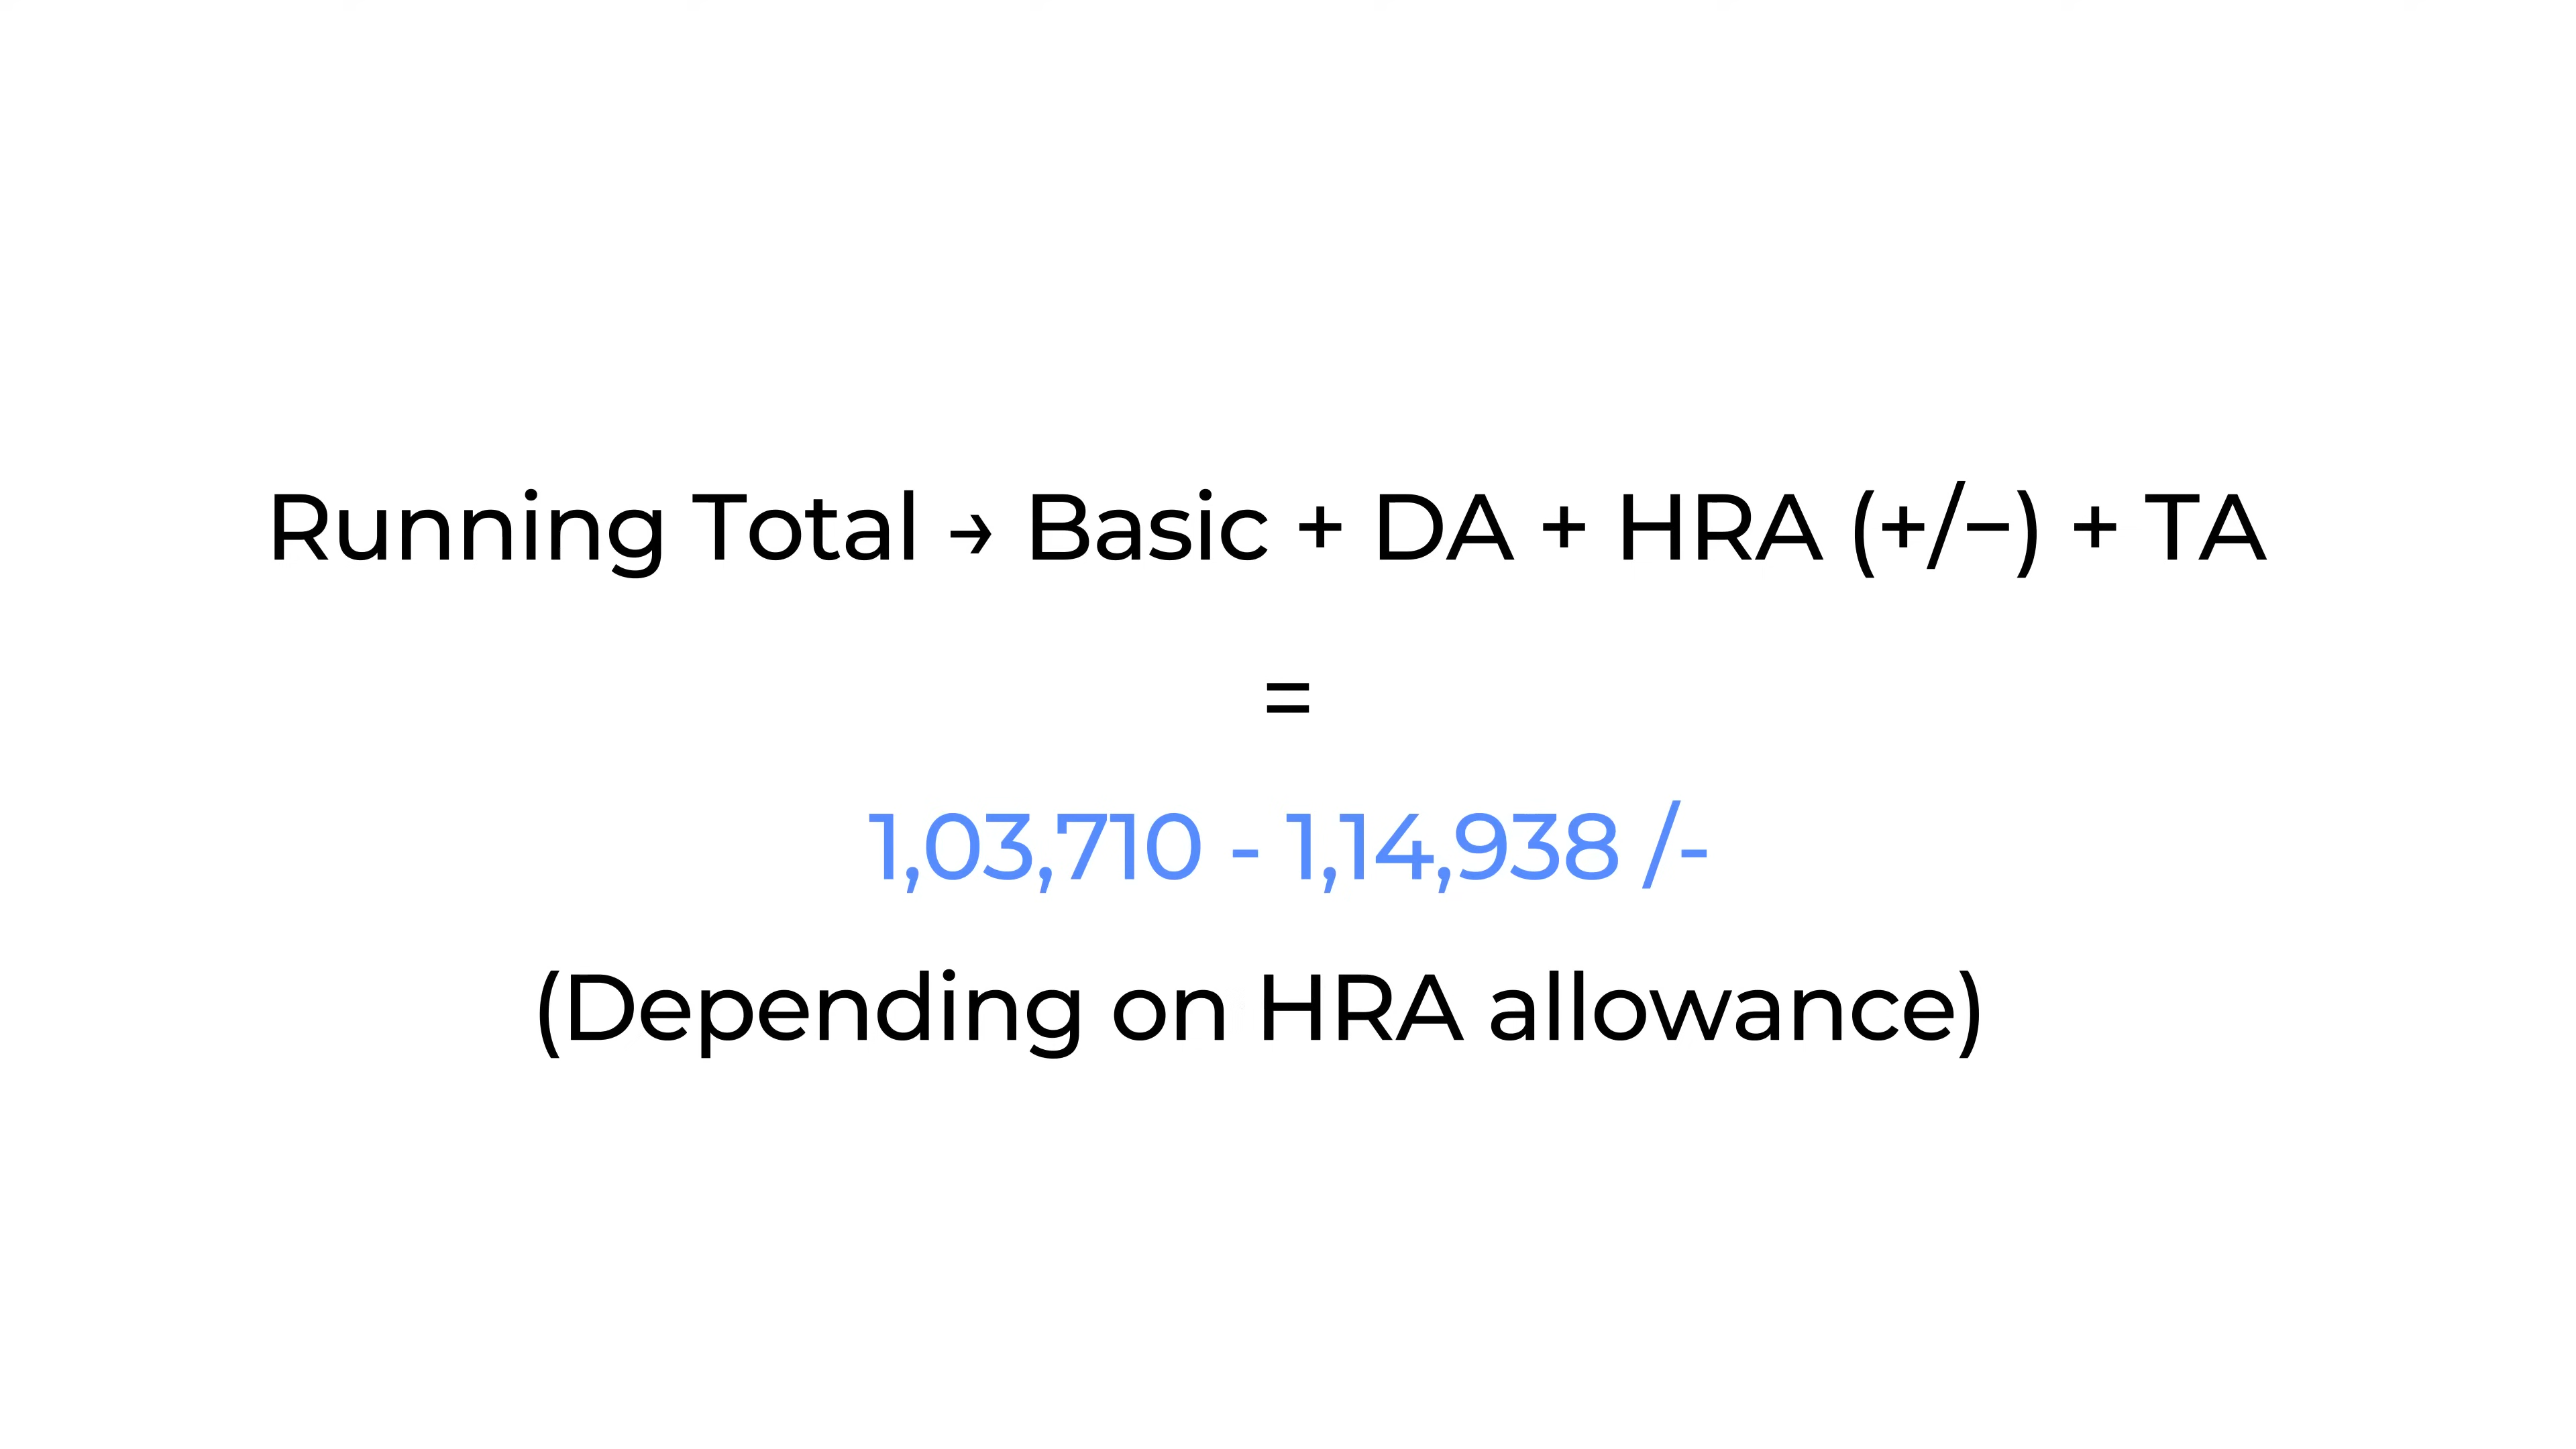 Running Total → Basic + DA + HRA (+/−) + TA
=
1,03,710 - 1,14,938 /-
(Depending on HRA allowance)